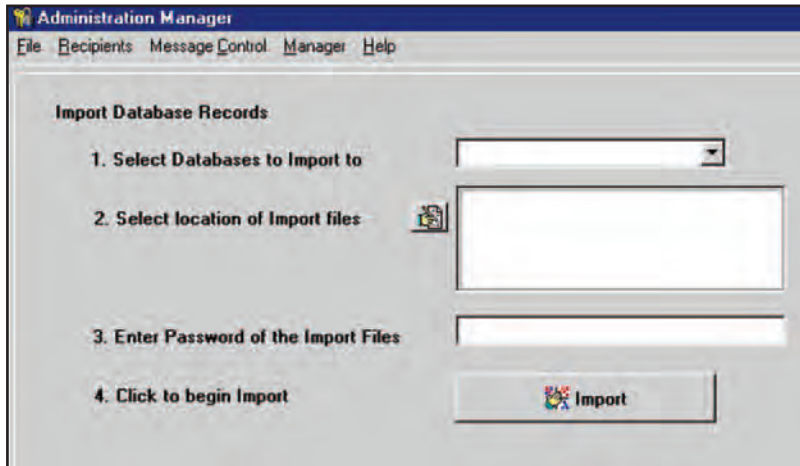 Administration Manager
File Recipients Message Control Manager Help
Import Database Records
1. Select Databases to Import to
2. Select location of Import files
3. Enter Password of the Import Files
4. Click to begin Import
Import